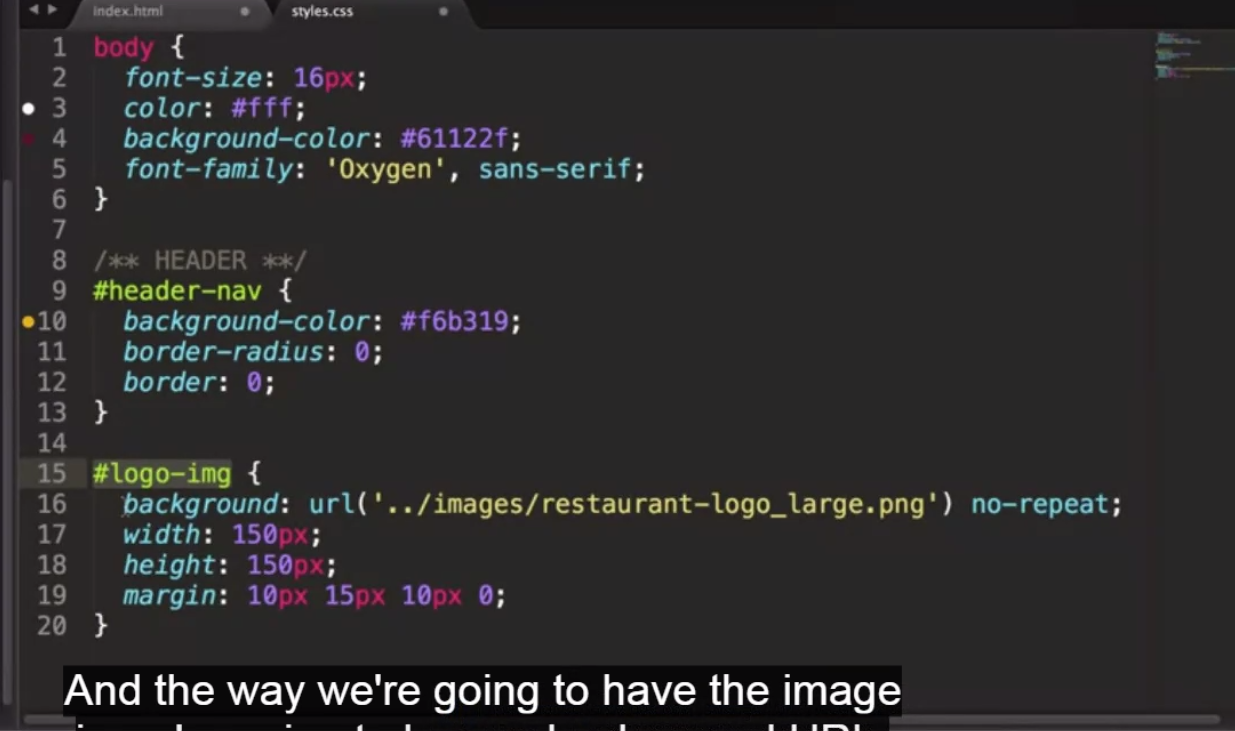 index.html
styles.css
1 body {
2 font-size: 16px;
3 color: #fff;
4 background-color: #61122f;
5 font-family: 'Oxygen', sans-serif;
6 }
7
8 /** HEADER **/
9 #header-nav {
10 background-color: #f6b319;
11 border-radius: 0;
12 border: 0;
13 }
14
15 #logo-img {
16 background: url('../images/restaurant-logo_large.png') no-repeat;
17 width: 150px;
18 height: 150px;
19 margin: 10px 15px 10px 0;
20 }
And the way we're going to have the image